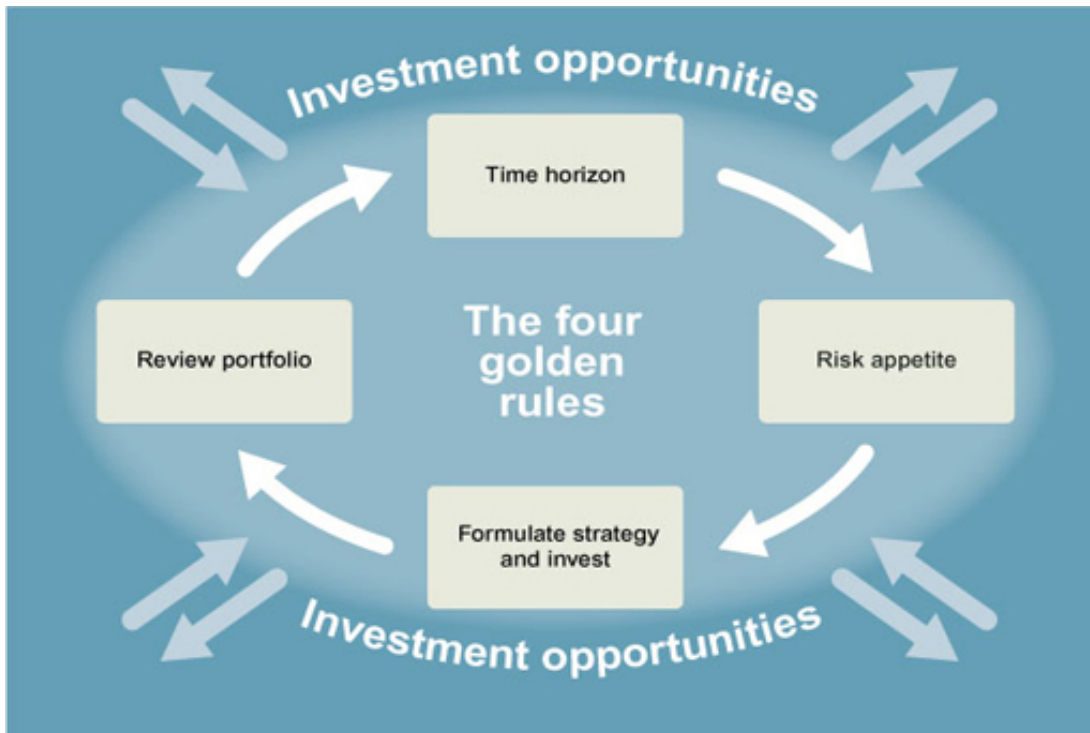 Investment opportunities
Time horizon
The four
golden
rules
Review portfolio
Risk appetite
Formulate strategy
and invest
Investment opportunities